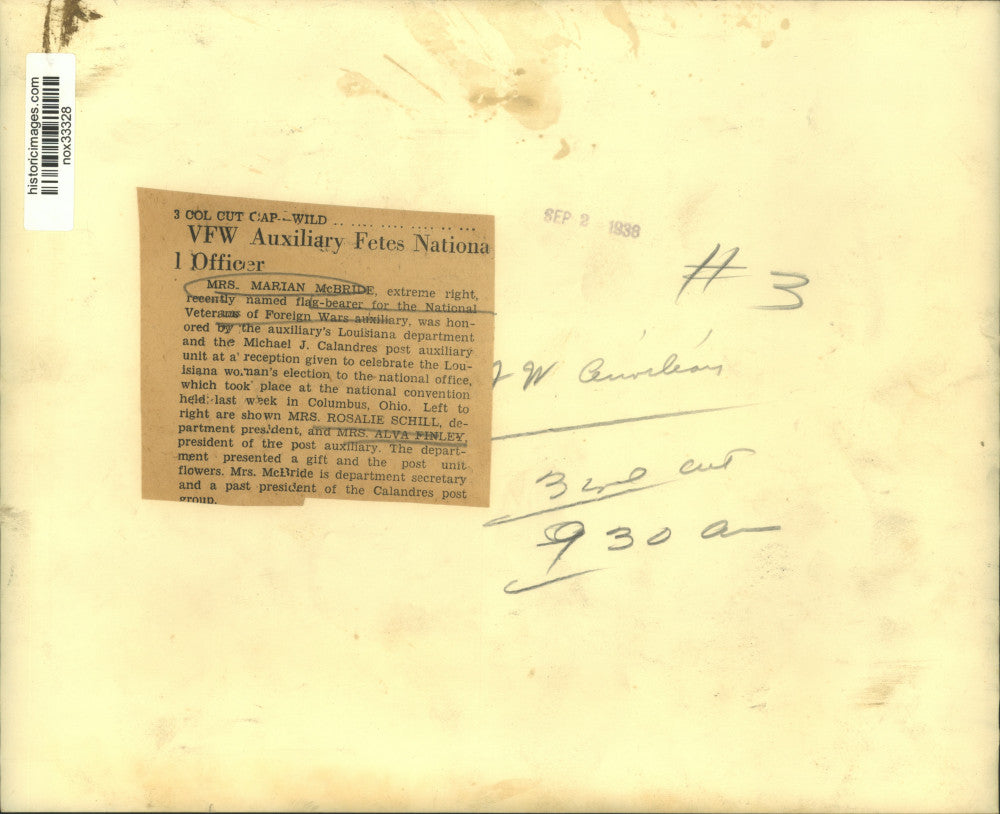 historicimages.com
nox33328
3 COL CUT CAP--WILD .. .... .... .... .. ...
VFW Auxiliary Fetes Nationa
l Officer
MRS. MARIAN McBRIDE, extreme right,
recently named flag-bearer for the National
Veterans of Foreign Wars auxiliary, was hon-
ored by the auxiliary's Louisiana department
and the Michael J. Calandres post auxiliary
unit at a reception given to celebrate the Lou-
isiana woman's election to the national office,
which took place at the national convention
held last week in Columbus, Ohio. Left to
right are shown MRS. ROSALIE SCHILL, de-
partment president, and MRS. ALVA FINLEY,
president of the post auxiliary. The depart-
ment presented a gift and the post unit
flowers. Mrs. McBride is department secretary
and a past president of the Calandres post
group.
SEP 2 1938
# 3
W
3 col cut
9 30 am